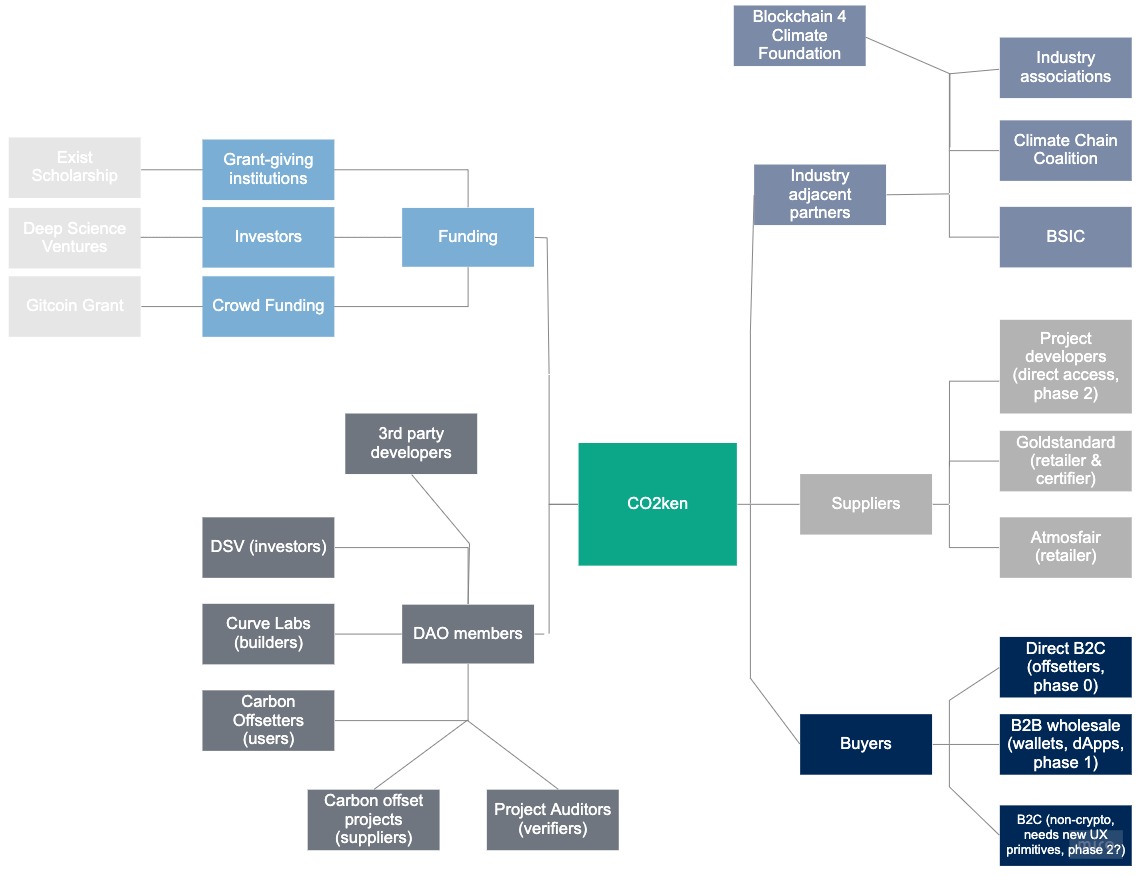 Blockchain 4
Climate
Foundation
Industry
associations
Climate Chain
Coalition
BSIC
Industry
adjacent
partners
Exist
Scholarship
Grant-giving
institutions
Deep Science
Ventures
Investors
Funding
Gitcoin Grant
Crowd Funding
Project
developers
(direct access,
phase 2)
Goldstandard
(retailer &
certifier)
Atmosfair
(retailer)
Suppliers
CO2ken
3rd party
developers
DSV (investors)
Curve Labs
(builders)
DAO members
Carbon
Offsetters
(users)
Carbon offset
projects
(suppliers)
Project Auditors
(verifiers)
Buyers
Direct B2C
(offsetters,
phase 0)
B2B wholesale
(wallets, dApps,
phase 1)
B2C (non-crypto,
needs new UX
primitives, phase 2?)
miro